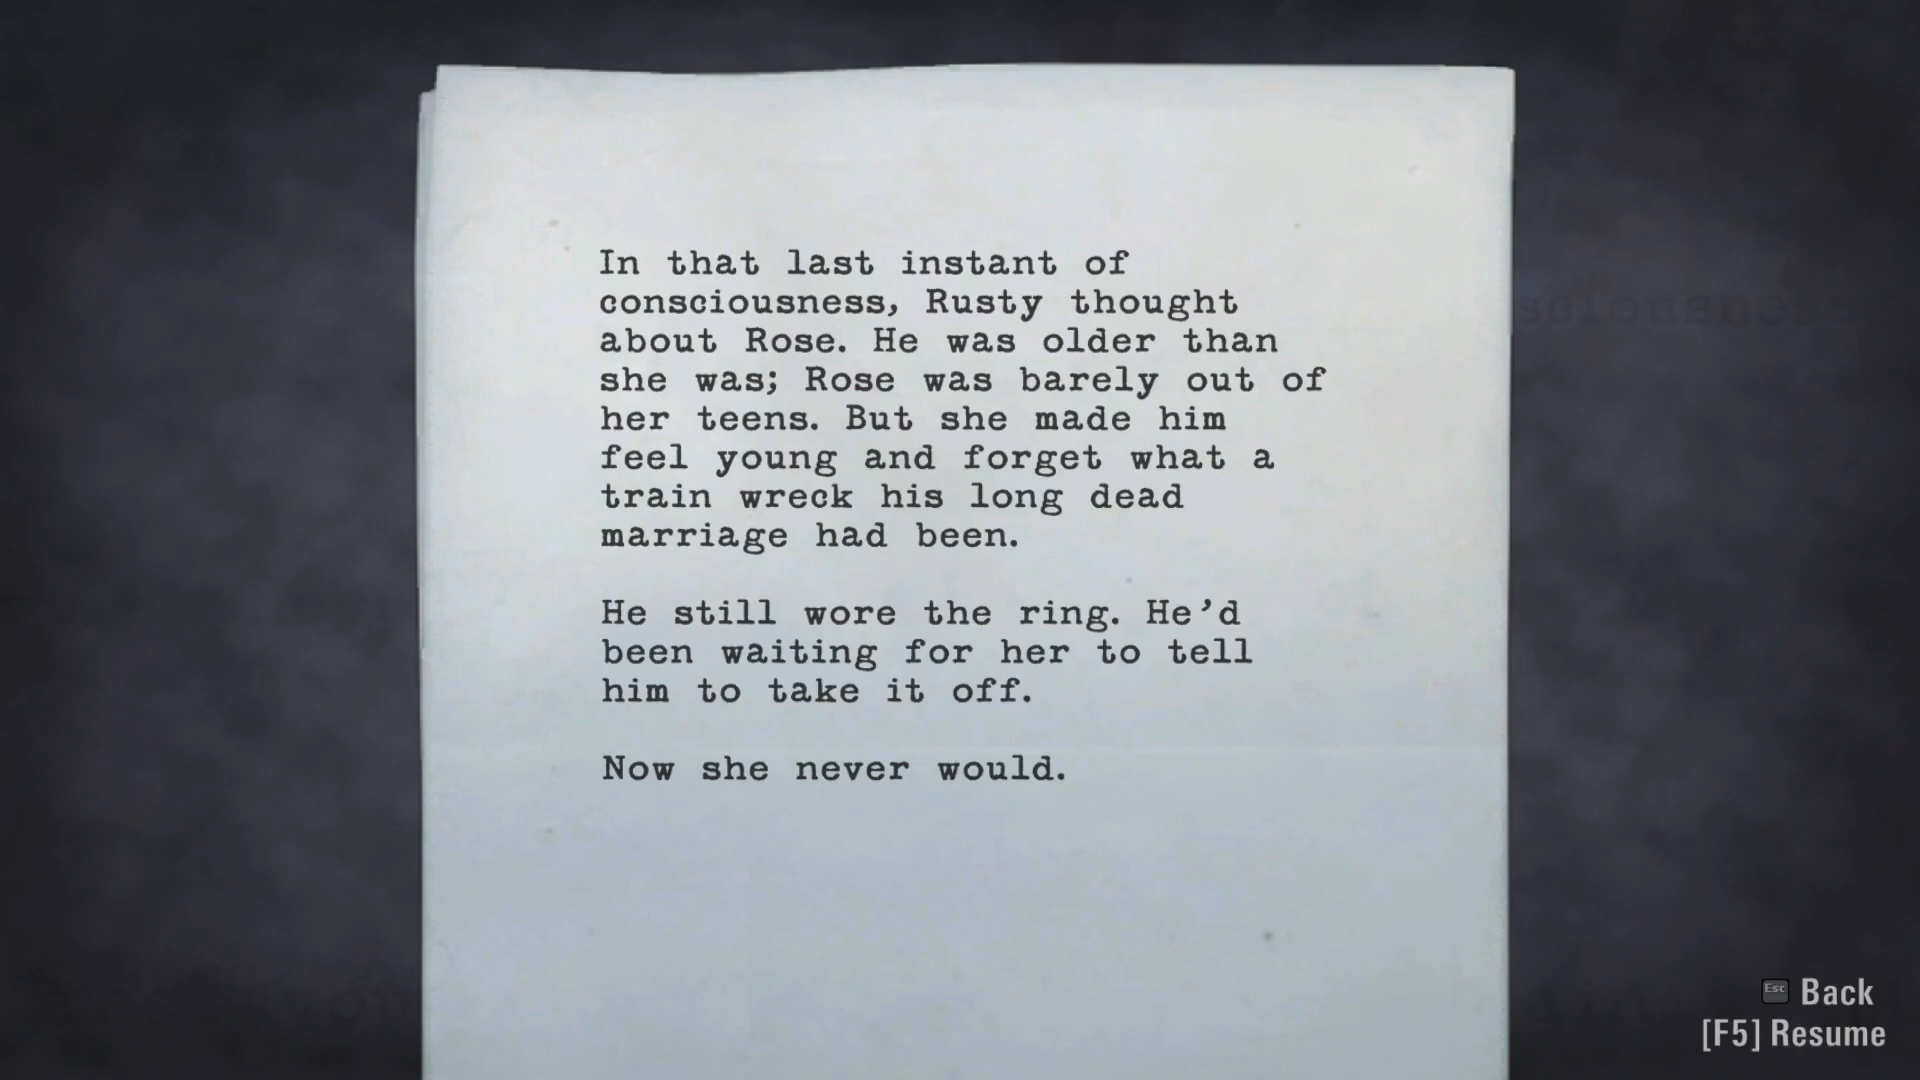 In that last instant of
consciousness, Rusty thought
about Rose. He was older than
she was; Rose was barely out of
her teens. But she made him
feel young and forget what a
train wreck his long dead
marriage had been.
He still wore the ring. He’d
been waiting for her to tell
him to take it off.
Now she never would.
Esc Back
[F5] Resume